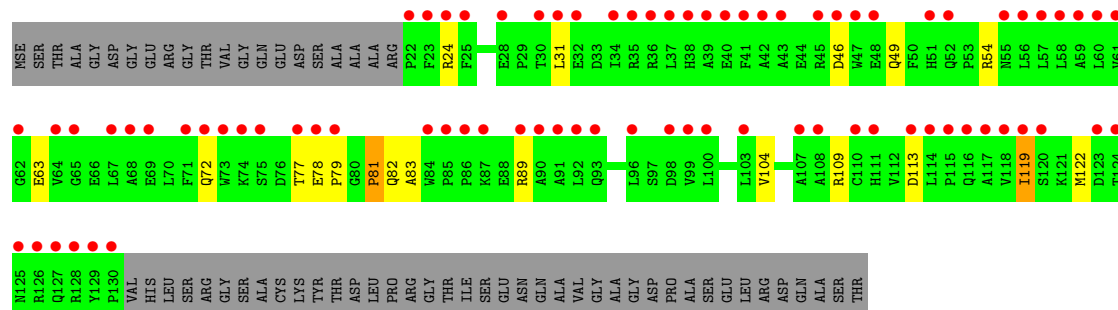 MSE SER THR ALA GLY ASP GLY GLU ARG GLY THR VAL GLY GLN GLU ASP SER ALA ALA ALA ARG P22 F23 R24 F25 E28 P29 T30 L31 E32 D33 I34 R35 R36 L37 H38 A39 E40 F41 A42 A43 E44 R45 D46 W47 E48 Q49 F50 H51 Q52 P53 R54 N55 L56 L57 L58 A59 L60 V61
G62 E63 V64 G65 E66 L67 A68 E69 L70 F71 Q72 W73 K74 S75 D76 T77 E78 P79 G80 P81 Q82 A83 W84 P85 P86 K87 E88 R89 A90 A91 L92 Q93 L96 S97 D98 V99 L100 L103 V104 A107 A108 R109 C110 H111 V112 D113 L114 P115 Q116 A117 V118 I119 S120 K121 M122 D123 T124
N125 R126 Q127 R128 Y129 P130 VAL HIS LEU SER ARG GLY SER ALA CYS LYS TYR THR ASP LEU PRO ARG GLY THR ILE SER GLU ASN GLN ALA VAL GLY ALA GLY ASP PRO ALA SER GLU LEU ARG ASP GLN ALA SER THR